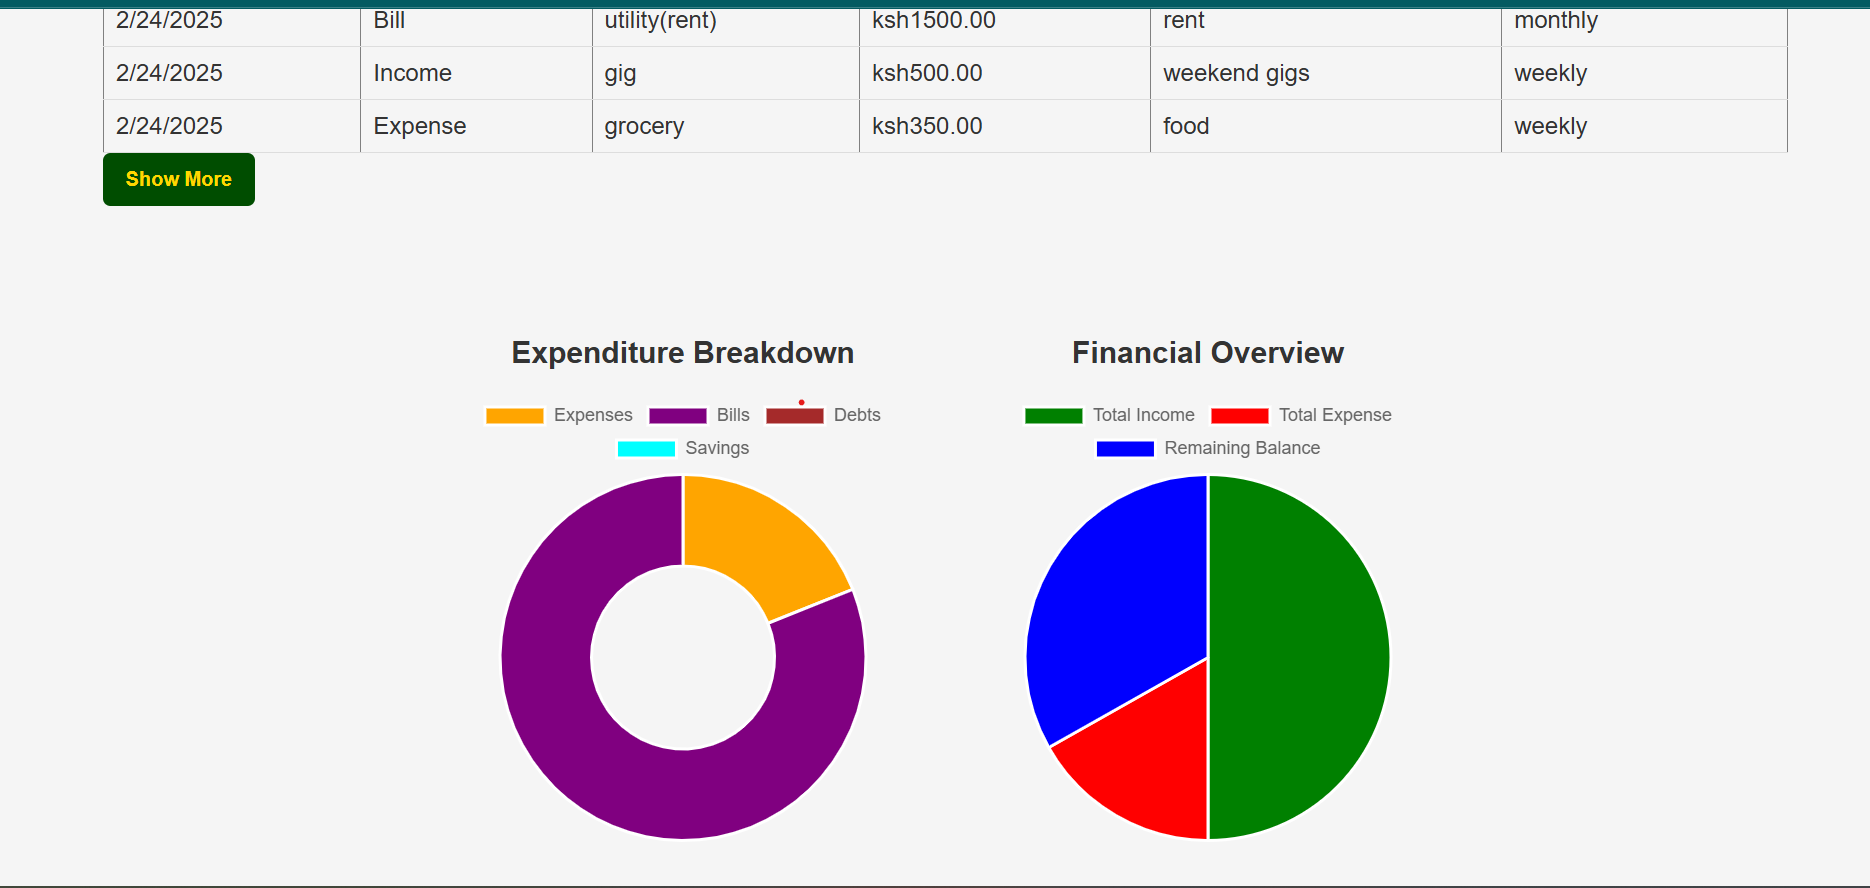 2/24/2025 Bill utility(rent) ksh1500.00 rent monthly
2/24/2025 Income gig ksh500.00 weekend gigs weekly
2/24/2025 Expense grocery ksh350.00 food weekly
Show More
Expenditure Breakdown
Expenses Bills Debts
Savings
Financial Overview
Total Income Total Expense
Remaining Balance